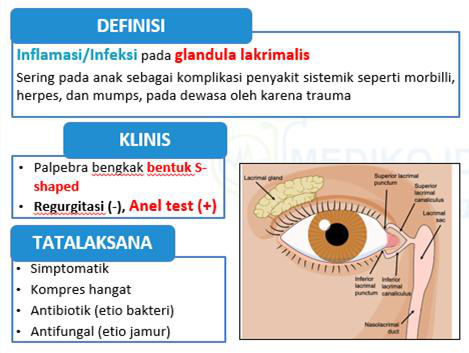 DEFINISI
Inflamasi/Infeksi pada glandula lakrimalis
Sering pada anak sebagai komplikasi penyakit sistemik seperti morbilli,
herpes, dan mumps, pada dewasa oleh karena trauma
KLINIS
• Palpebra bengkak bentuk S-
shaped
• Regurgitasi (-), Anel test (+)
TATALAKSANA
• Simptomatik
• Kompres hangat
• Antibiotik (etio bakteri)
• Antifungal (etio jamur)
Lacrimal gland
Superior lacrimal
punctum
Superior
lacrimal
canaliculus
Lacrimal
sac
Inferior
lacrimal
punctum
Inferior
lacrimal
canaliculus
Nasolacrimal
duct